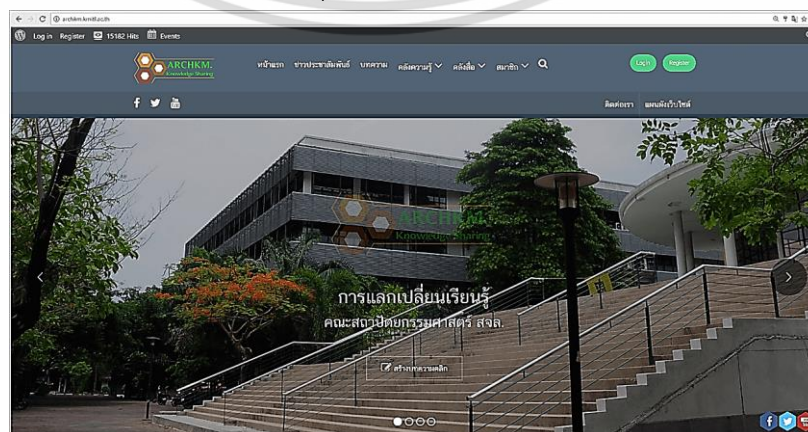 archkm.kmitl.ac.th
Log in Register 15182 Hits Events
ARCHKM.
Knowledge Sharing
หน้าแรก ข่าวประชาสัมพันธ์ บทความ คลังความรู้ คลังสื่อ สมาชิก
Login Register
ติดต่อเรา แผนผังเว็บไซต์
ARCHKM.
Knowledge Sharing
การแลกเปลี่ยนเรียนรู้
คณะสถาปัตยกรรมศาสตร์ สจล.
สร้างบทความคลิก